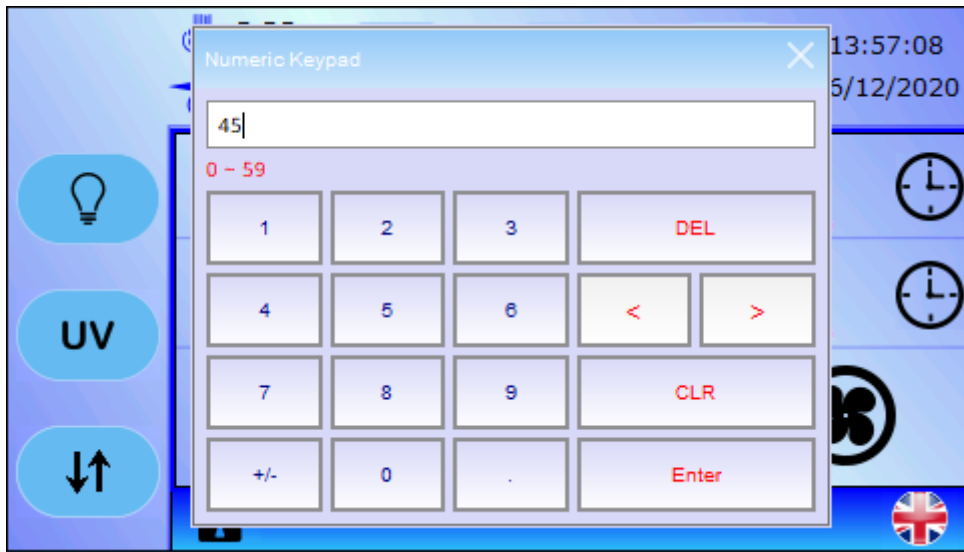 13:57:08
6/12/2020
Numeric Keypad
45
0 ~ 59
1 2 3 DEL
4 5 6 < >
UV
7 8 9 CLR
+/- 0 . Enter